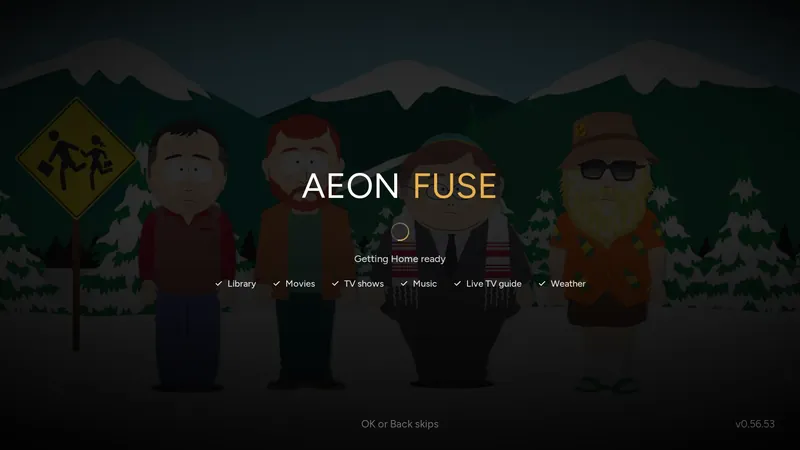 AEON FUSE
Getting Home ready
✓ Library ✓ Movies ✓ TV shows ✓ Music ✓ Live TV guide ✓ Weather
OK or Back skips
v0.56.53